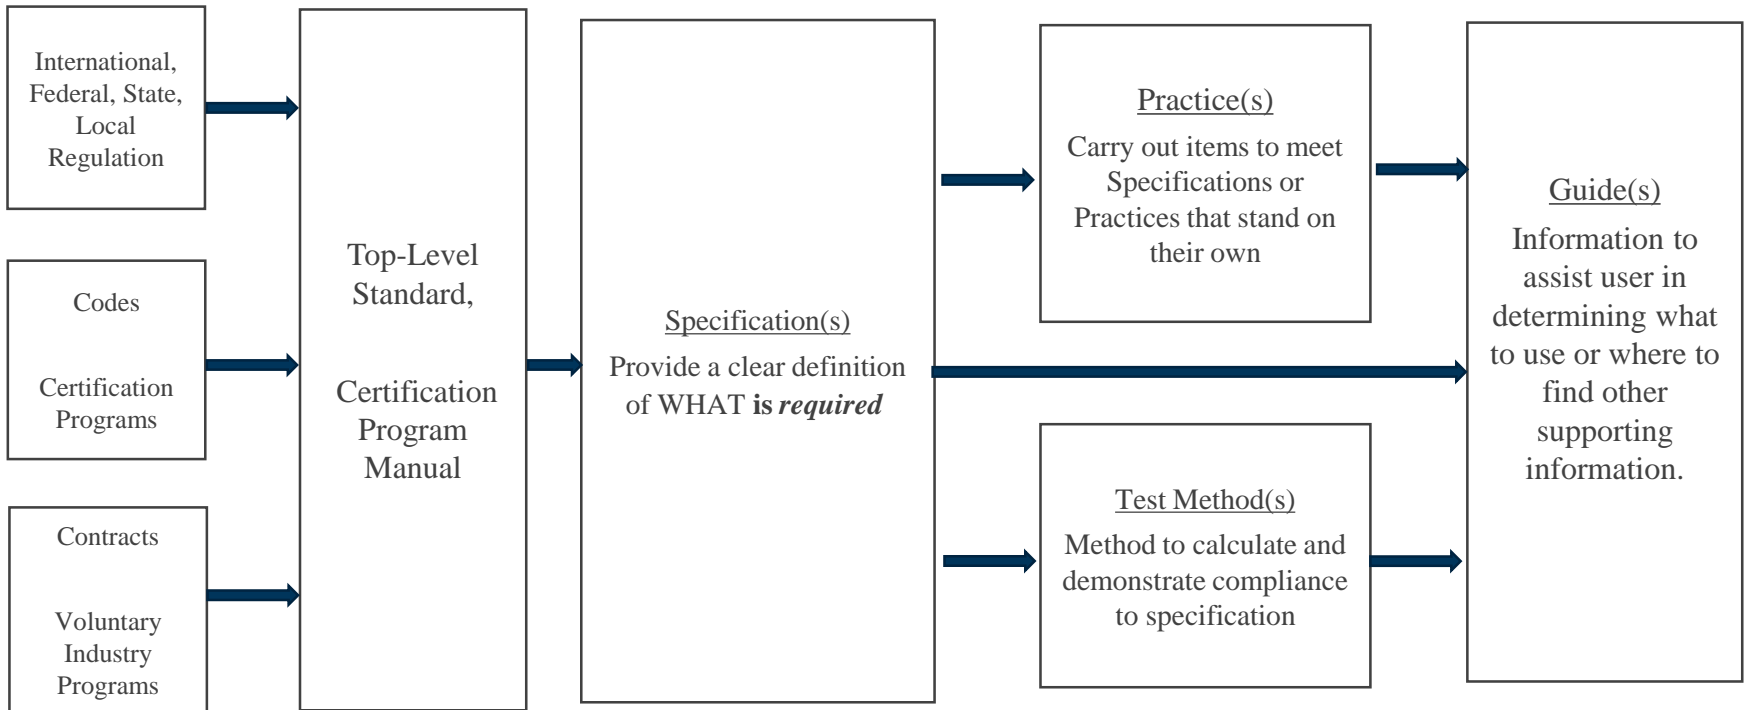 International,
Federal, State,
Local
Regulation
Codes
Certification
Programs
Contracts
Voluntary
Industry
Programs
Top-Level
Standard,
Certification
Program
Manual
Specification(s)
Provide a clear definition
of WHAT is required
Practice(s)
Carry out items to meet
Specifications or
Practices that stand on
their own
Test Method(s)
Method to calculate and
demonstrate compliance
to specification
Guide(s)
Information to
assist user in
determining what
to use or where to
find other
supporting
information.